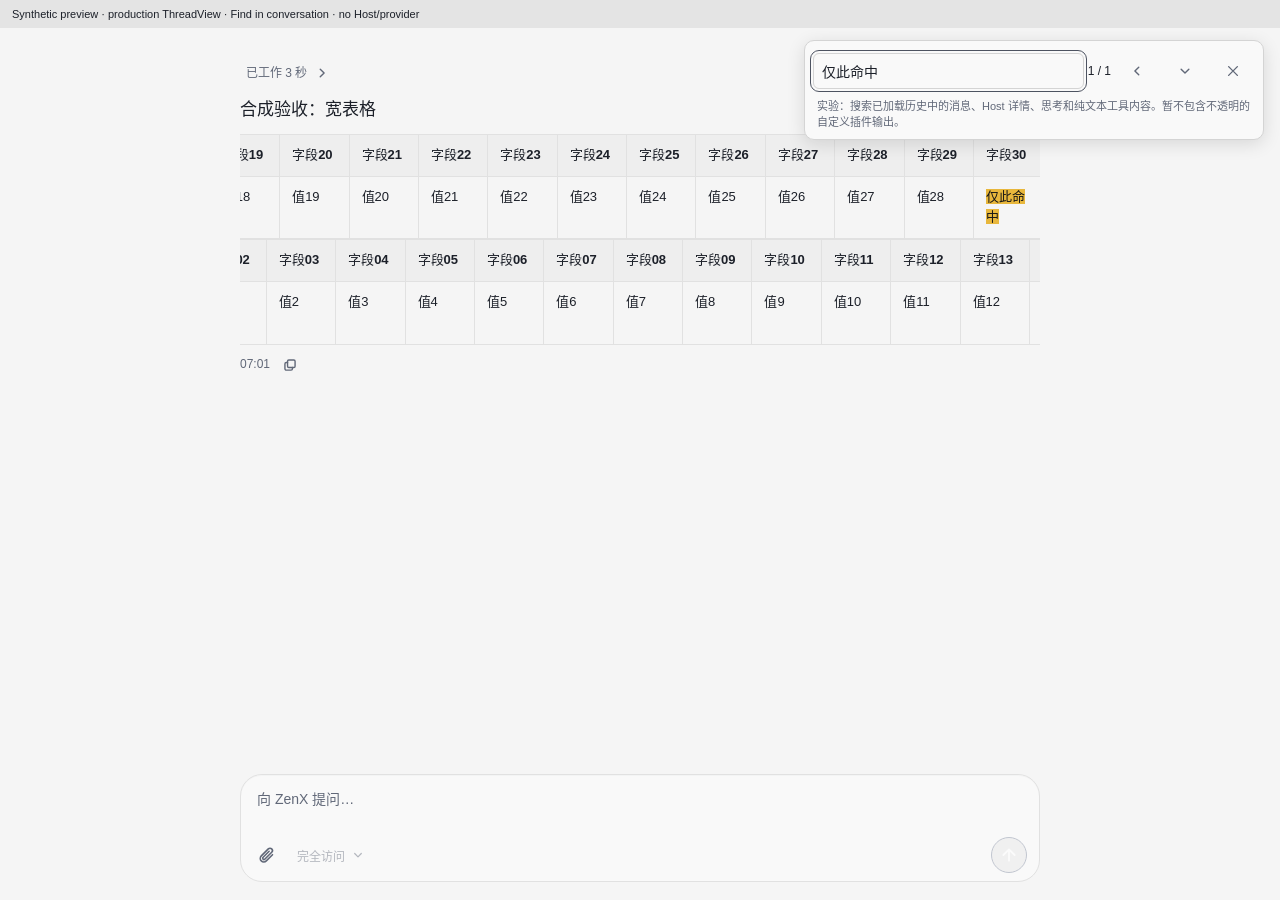 Synthetic preview · production ThreadView · Find in conversation · no Host/provider
已工作 3 秒
仅此命中
1 / 1
实验：搜索已加载历史中的消息、Host 详情、思考和纯文本工具内容。暂不包含不透明的
自定义插件输出。
合成验收：宽表格
段19 字段20 字段21 字段22 字段23 字段24 字段25 字段26 字段27 字段28 字段29 字段30
18 值19 值20 值21 值22 值23 值24 值25 值26 值27 值28 仅此命
中
02 字段03 字段04 字段05 字段06 字段07 字段08 字段09 字段10 字段11 字段12 字段13
值2 值3 值4 值5 值6 值7 值8 值9 值10 值11 值12
07:01
向 ZenX 提问…
完全访问